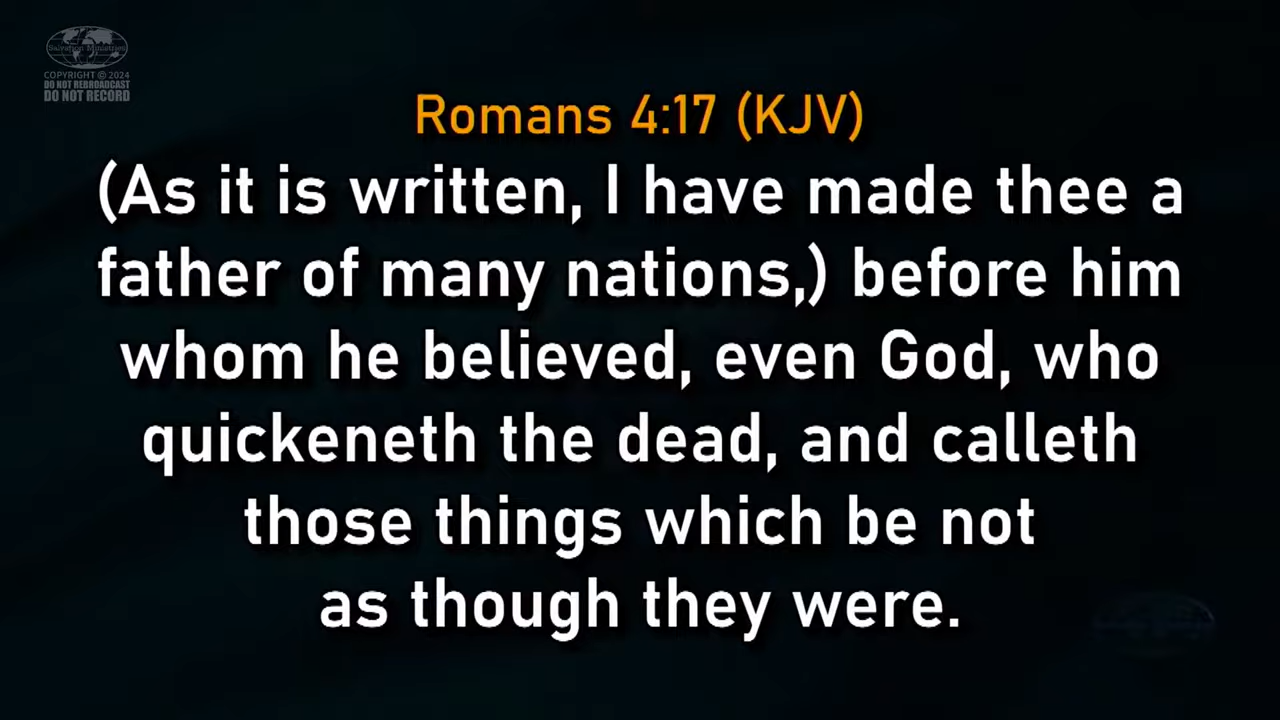 Salvation Ministries
COPYRIGHT © 2024
DO NOT REBROADCAST
DO NOT RECORD
Romans 4:17 (KJV)
(As it is written, I have made thee a
father of many nations,) before him
whom he believed, even God, who
quickeneth the dead, and calleth
those things which be not
as though they were.